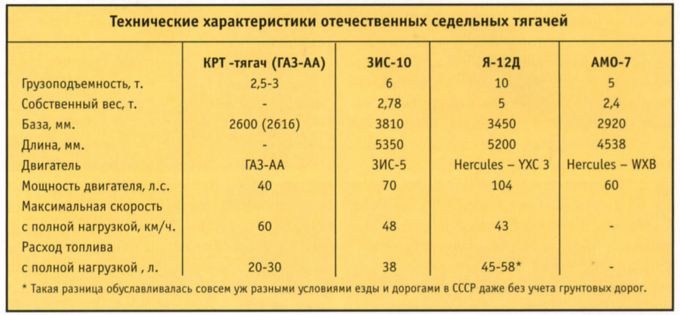 Технические характеристики отечественных седельных тягачей
КРТ -тягач (ГАЗ-АА) ЗИС-10 Я-12Д АМО-7
Грузоподъемность, т. 2,5-3 6 10 5
Собственный вес, т. - 2,78 5 2,4
База, мм. 2600 (2616) 3810 3450 2920
Длина, мм. - 5350 5200 4538
Двигатель ГАЗ-АА ЗИС-5 Hercules – YXC 3 Hercules – WXB
Мощность двигателя, л.с. 40 70 104 60
Максимальная скорость
с полной нагрузкой, км/ч. 60 48 43 -
Расход топлива
с полной нагрузкой , л. 20-30 38 45-58* -
* Такая разница обуславливалась совсем уж разными условиями езды и дорогами в СССР даже без учета грунтовых дорог.